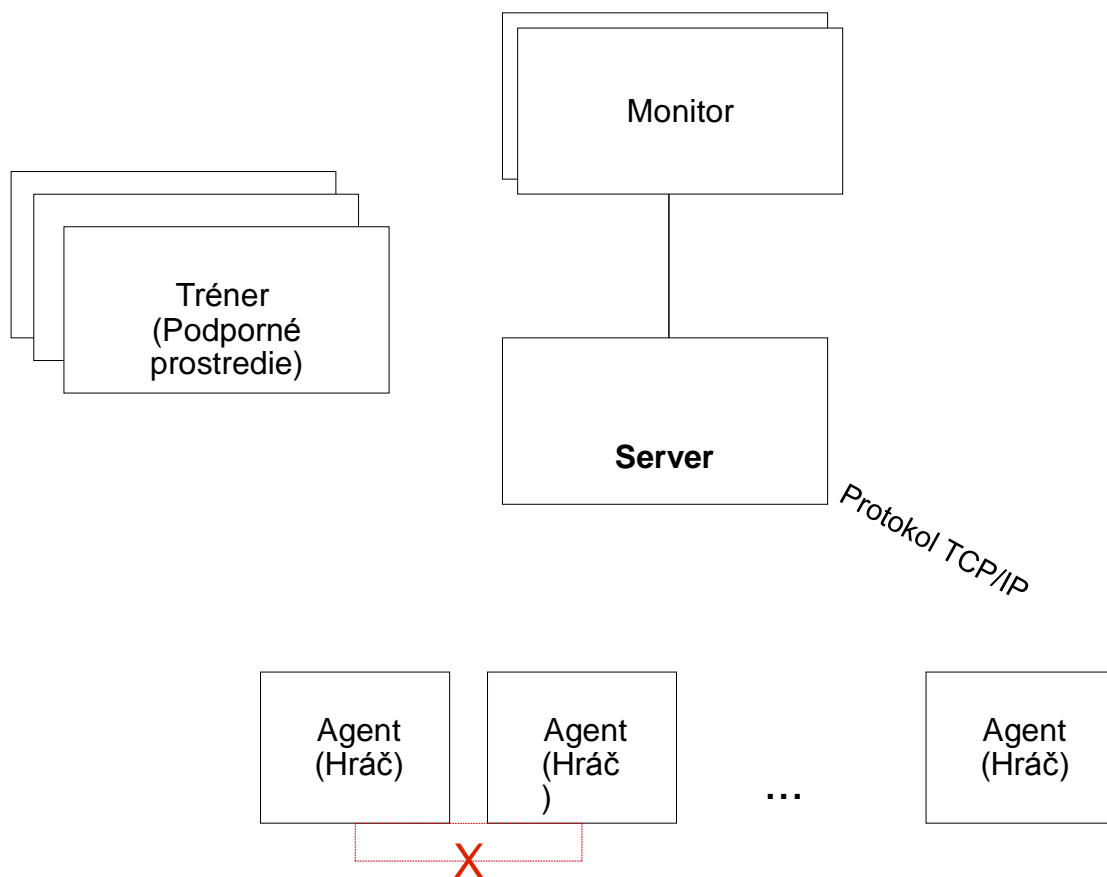 Monitor
Tréner
(Podporné
prostredie)
Server
Protokol TCP/IP
Agent
(Hráč)
Agent
(Hráč
)
...
Agent
(Hráč)
X